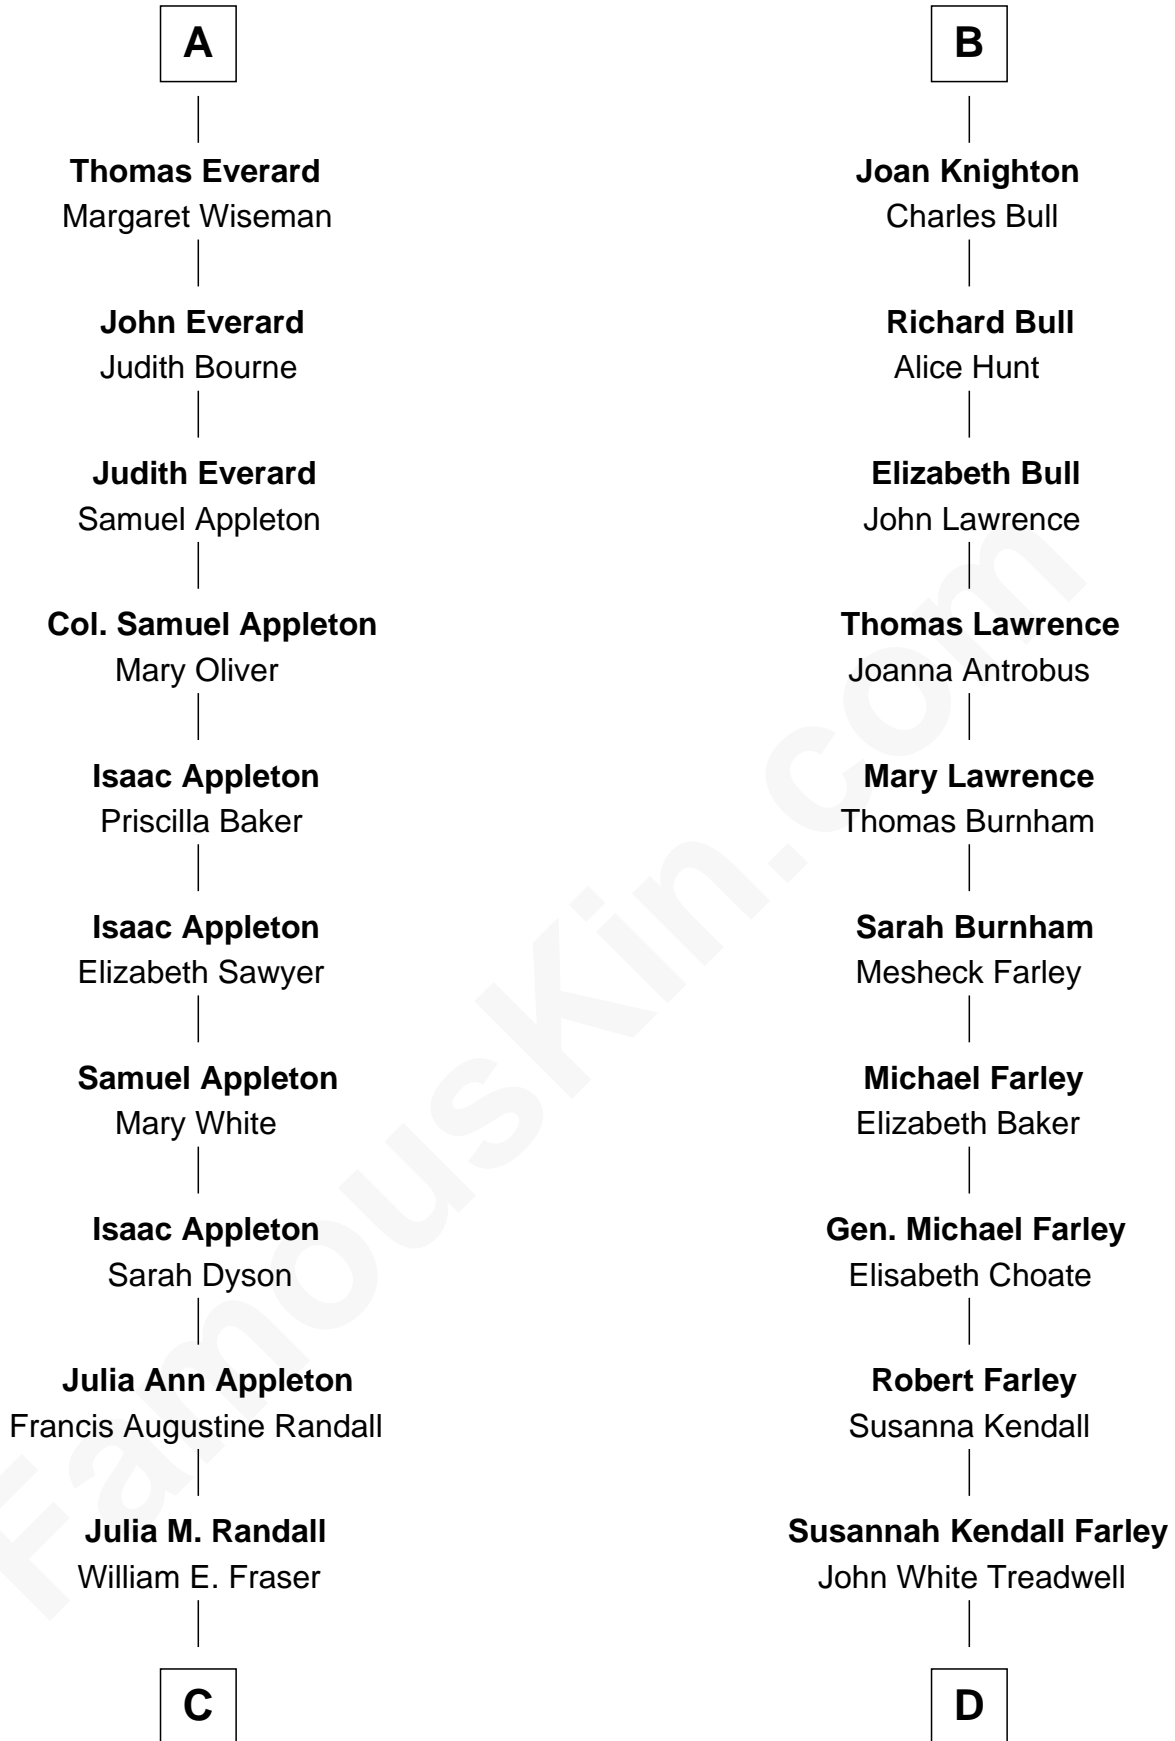 A
Thomas Everard
Margaret Wiseman
John Everard
Judith Bourne
Judith Everard
Samuel Appleton
Col. Samuel Appleton
Mary Oliver
Isaac Appleton
Priscilla Baker
Isaac Appleton
Elizabeth Sawyer
Samuel Appleton
Mary White
Isaac Appleton
Sarah Dyson
Julia Ann Appleton
Francis Augustine Randall
Julia M. Randall
William E. Fraser
C
B
Joan Knighton
Charles Bull
Richard Bull
Alice Hunt
Elizabeth Bull
John Lawrence
Thomas Lawrence
Joanna Antrobus
Mary Lawrence
Thomas Burnham
Sarah Burnham
Mesheck Farley
Michael Farley
Elizabeth Baker
Gen. Michael Farley
Elisabeth Choate
Robert Farley
Susanna Kendall
Susannah Kendall Farley
John White Treadwell
D
FamousKin.com